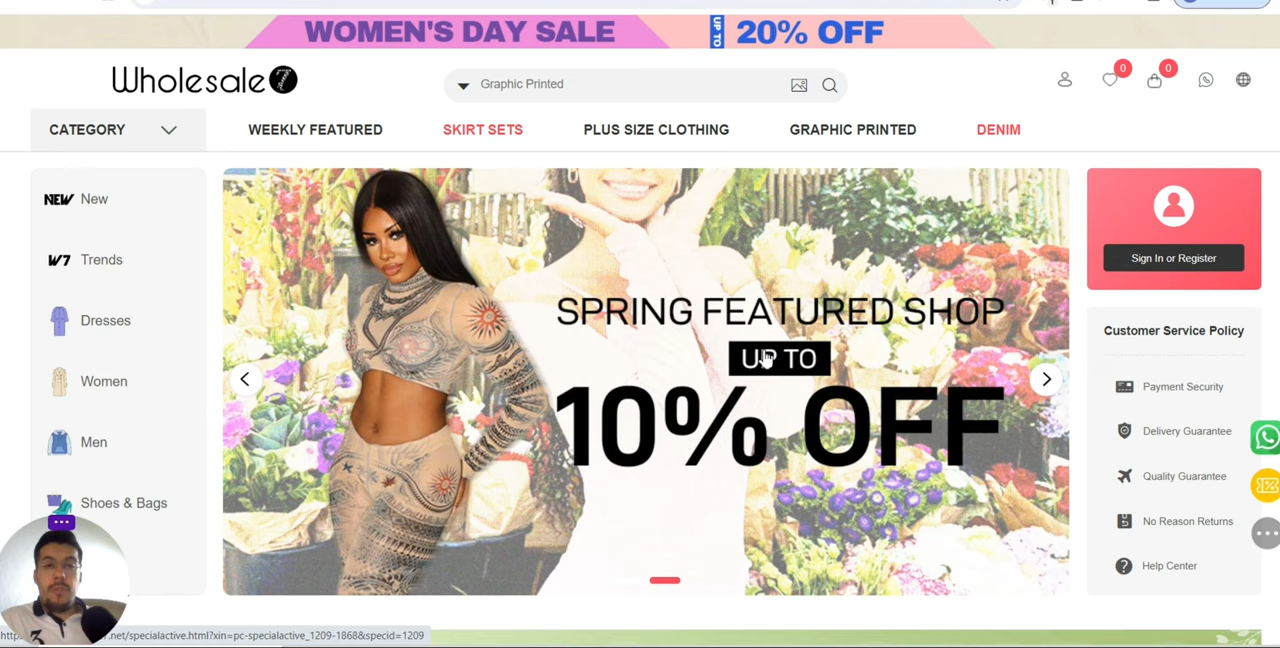 WOMEN'S DAY SALE UP TO 20% OFF
Wholesale7
Graphic Printed
0
0
CATEGORY
WEEKLY FEATURED
SKIRT SETS
PLUS SIZE CLOTHING
GRAPHIC PRINTED
DENIM
NEW New
W7 Trends
Dresses
Women
Men
Shoes & Bags
SPRING FEATURED SHOP
UP TO
10% OFF
Sign In or Register
Customer Service Policy
Payment Security
Delivery Guarantee
Quality Guarantee
No Reason Returns
Help Center
.net/specialactive.html?xin=pc-specialactive_1209-1868&specid=1209